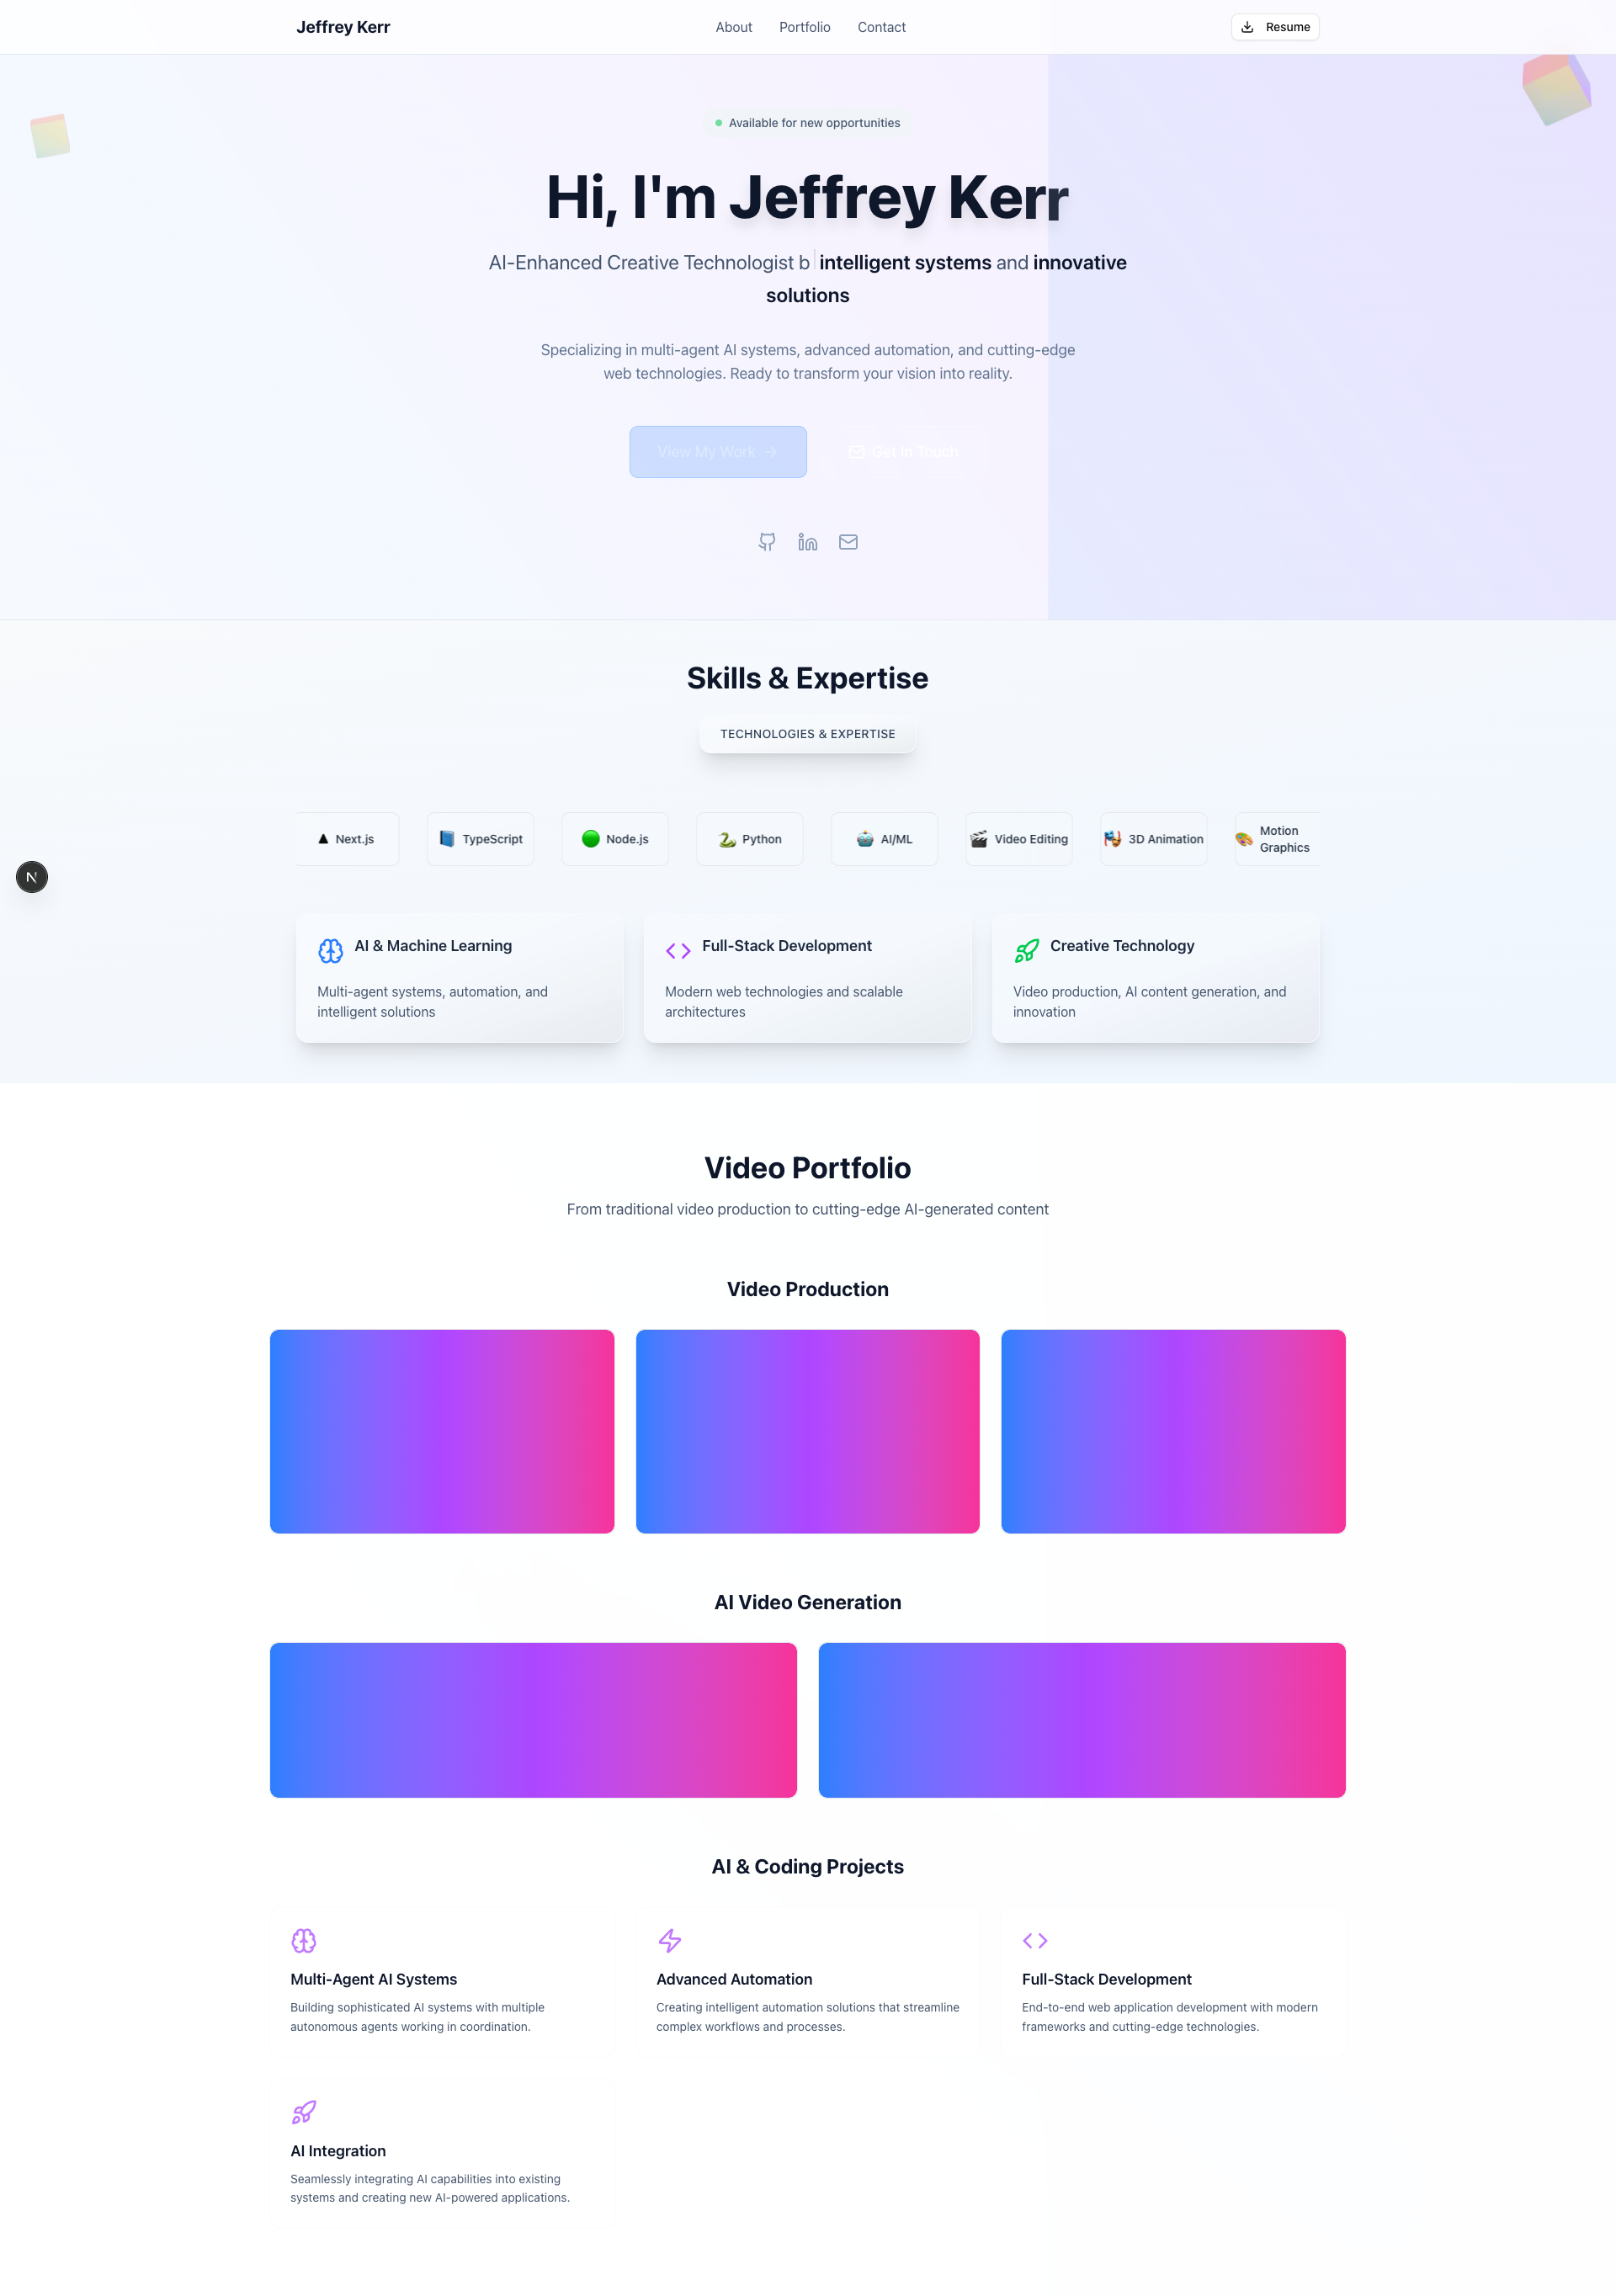 Jeffrey Kerr
About
Portfolio
Contact
Resume
Available for new opportunities
Hi, I'm Jeffrey Kerr
AI-Enhanced Creative Technologist b intelligent systems and innovative
solutions
Specializing in multi-agent AI systems, advanced automation, and cutting-edge
web technologies. Ready to transform your vision into reality.
View My Work
Get In Touch
Skills & Expertise
TECHNOLOGIES & EXPERTISE
Next.js
TypeScript
Node.js
Python
AI/ML
Video Editing
3D Animation
Motion
Graphics
N
AI & Machine Learning
Multi-agent systems, automation, and
intelligent solutions
Full-Stack Development
Modern web technologies and scalable
architectures
Creative Technology
Video production, AI content generation, and
innovation
Video Portfolio
From traditional video production to cutting-edge AI-generated content
Video Production
AI Video Generation
AI & Coding Projects
Multi-Agent AI Systems
Building sophisticated AI systems with multiple
autonomous agents working in coordination.
Advanced Automation
Creating intelligent automation solutions that streamline
complex workflows and processes.
Full-Stack Development
End-to-end web application development with modern
frameworks and cutting-edge technologies.
AI Integration
Seamlessly integrating AI capabilities into existing
systems and creating new AI-powered applications.